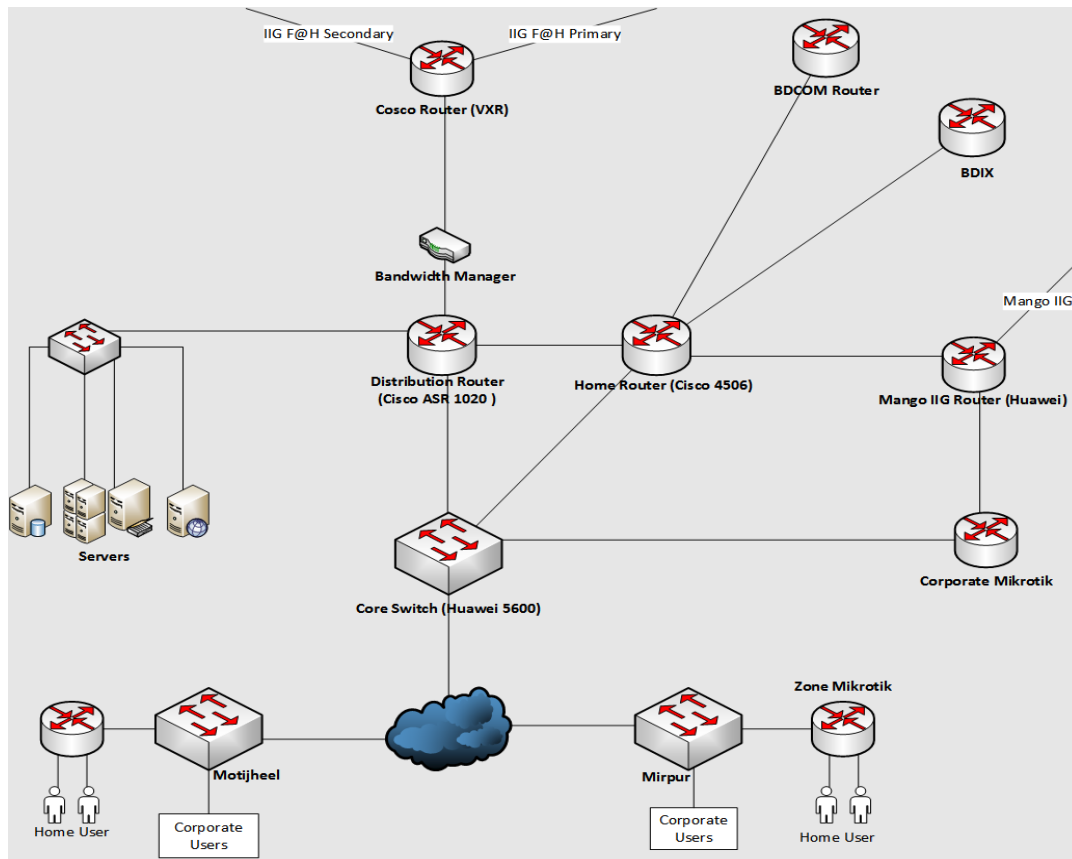 IIG F@H Secondary
IIG F@H Primary
Cosco Router (VXR)
BDCOM Router
BDIX
Bandwidth Manager
Mango IIG
Distribution Router
(Cisco ASR 1020 )
Home Router (Cisco 4506)
Mango IIG Router (Huawei)
Servers
Corporate Mikrotik
Core Switch (Huawei 5600)
Zone Mikrotik
Motijheel
Mirpur
Home User
Corporate
Users
Corporate
Users
Home User